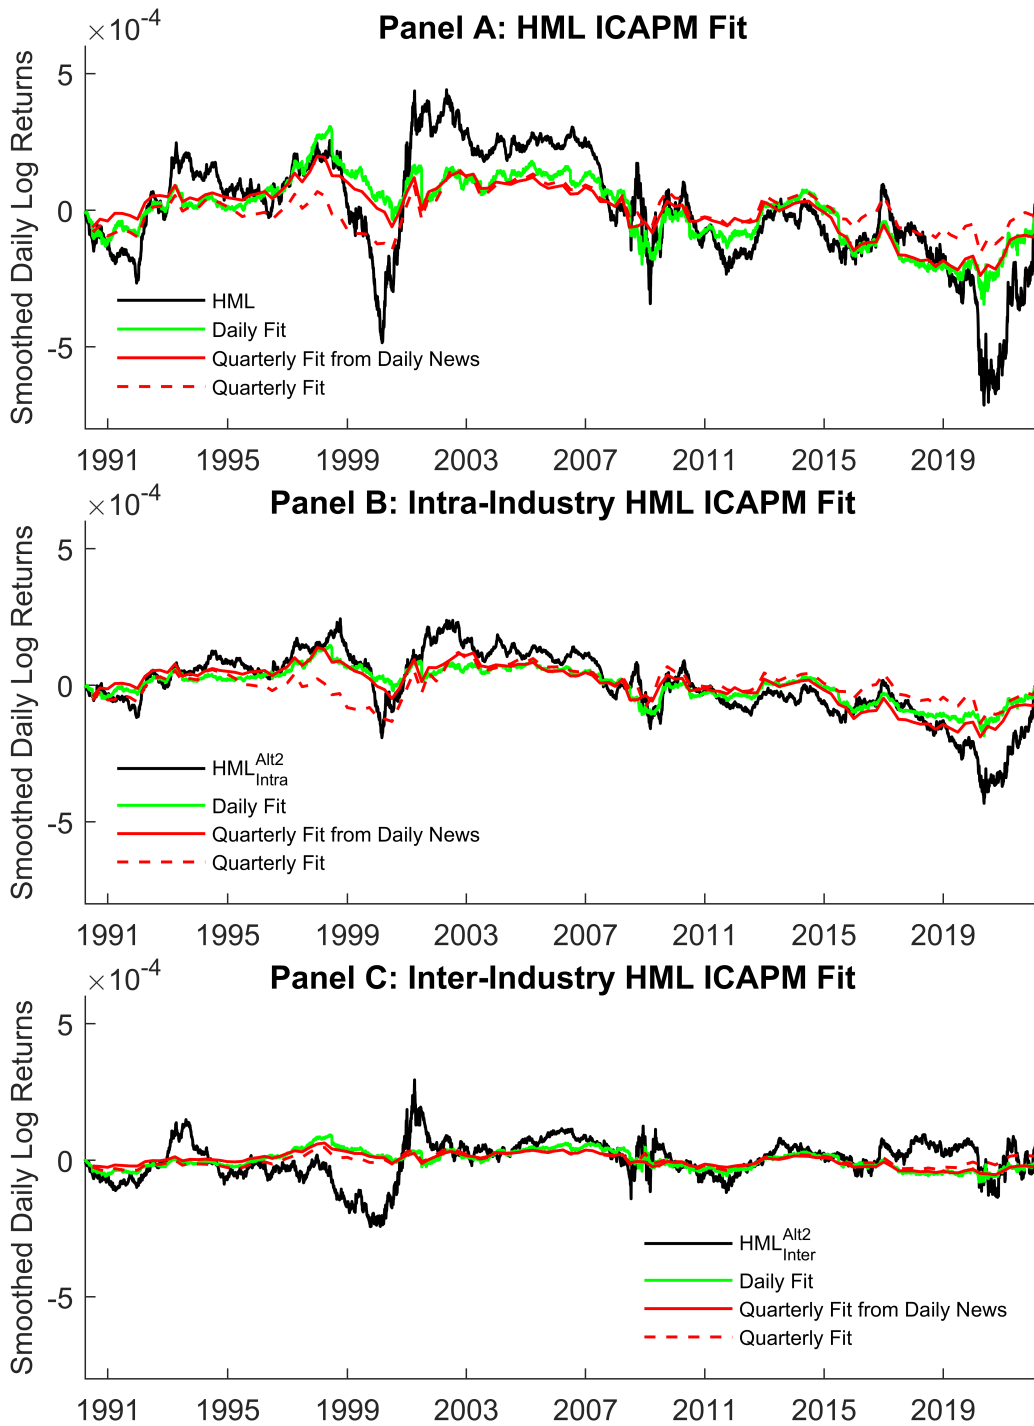 Panel A: HML ICAPM Fit
×10^-4
Smoothed Daily Log Returns
5
0
-5
HML
Daily Fit
Quarterly Fit from Daily News
Quarterly Fit
1991 1995 1999 2003 2007 2011 2015 2019
Panel B: Intra-Industry HML ICAPM Fit
×10^-4
Smoothed Daily Log Returns
5
0
-5
HML^Alt2_Intra
Daily Fit
Quarterly Fit from Daily News
Quarterly Fit
1991 1995 1999 2003 2007 2011 2015 2019
Panel C: Inter-Industry HML ICAPM Fit
×10^-4
Smoothed Daily Log Returns
5
0
-5
HML^Alt2_Inter
Daily Fit
Quarterly Fit from Daily News
Quarterly Fit
1991 1995 1999 2003 2007 2011 2015 2019